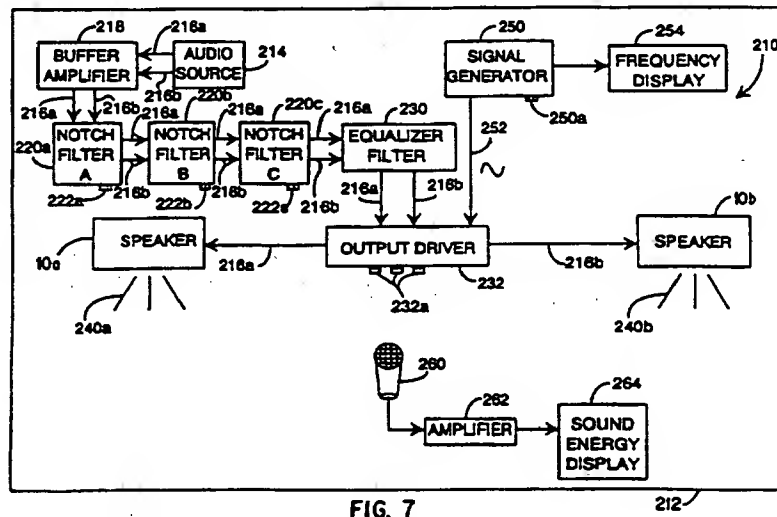 218
216a
250
254
210
BUFFER
AMPLIFIER
AUDIO
SOURCE
214
SIGNAL
GENERATOR
FREQUENCY
DISPLAY
216b
220b
250a
216a
216b
216a
216a
220c
216a
230
252
220a
NOTCH
FILTER
A
NOTCH
FILTER
B
NOTCH
FILTER
C
EQUALIZER
FILTER
222a
216b
222b
216b
222c
216b
216a
216b
10b
SPEAKER
OUTPUT DRIVER
SPEAKER
10a
216a
232a
232
216b
240a
240b
260
262
264
AMPLIFIER
SOUND
ENERGY
DISPLAY
FIG. 7
212